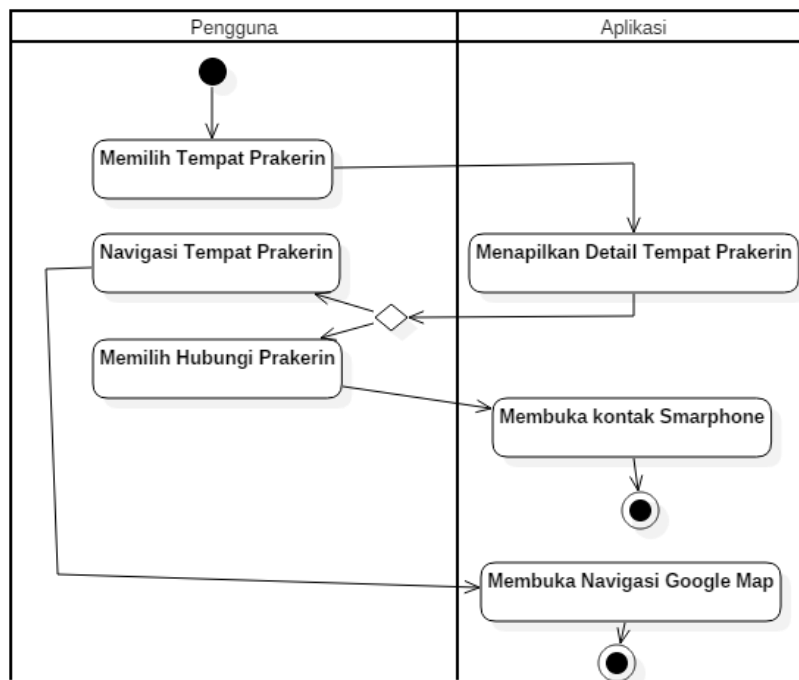 Pengguna
Aplikasi
Memilih Tempat Prakerin
Navigasi Tempat Prakerin
Menapilkan Detail Tempat Prakerin
Memilih Hubungi Prakerin
Membuka kontak Smarphone
Membuka Navigasi Google Map